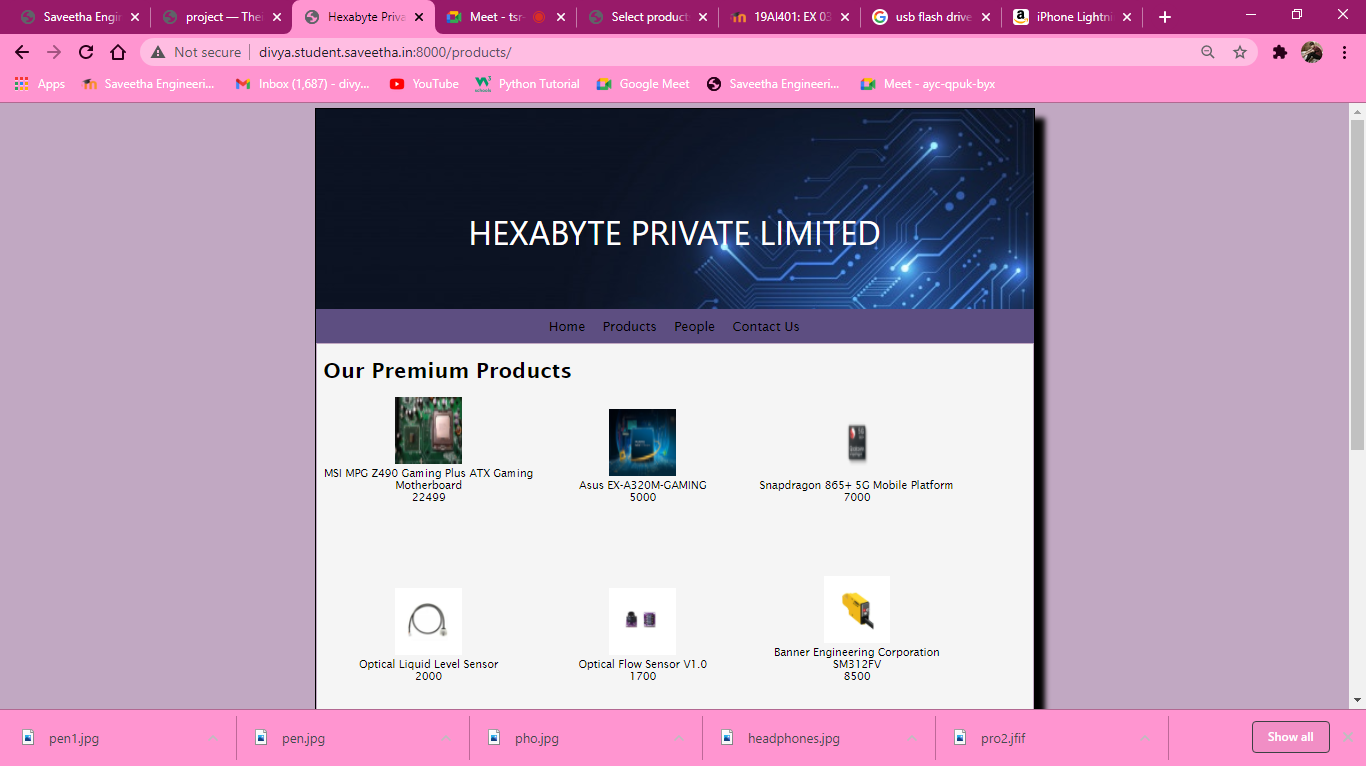 Saveetha Engin
project — Thei
Hexabyte Priva
Meet - tsr-
Select product
19AI401: EX 03
usb flash drive
iPhone Lightni
Not secure
divya.student.saveetha.in:8000/products/
Apps
Saveetha Engineeri...
Inbox (1,687) - divy...
YouTube
Python Tutorial
Google Meet
Saveetha Engineeri...
Meet - ayc-qpuk-byx
HEXABYTE PRIVATE LIMITED
Home Products People Contact Us
Our Premium Products
MSI MPG Z490 Gaming Plus ATX Gaming
Motherboard
22499
Asus EX-A320M-GAMING
5000
Snapdragon 865+ 5G Mobile Platform
7000
Optical Liquid Level Sensor
2000
Optical Flow Sensor V1.0
1700
Banner Engineering Corporation
SM312FV
8500
pen1.jpg
pen.jpg
pho.jpg
headphones.jpg
pro2.jfif
Show all